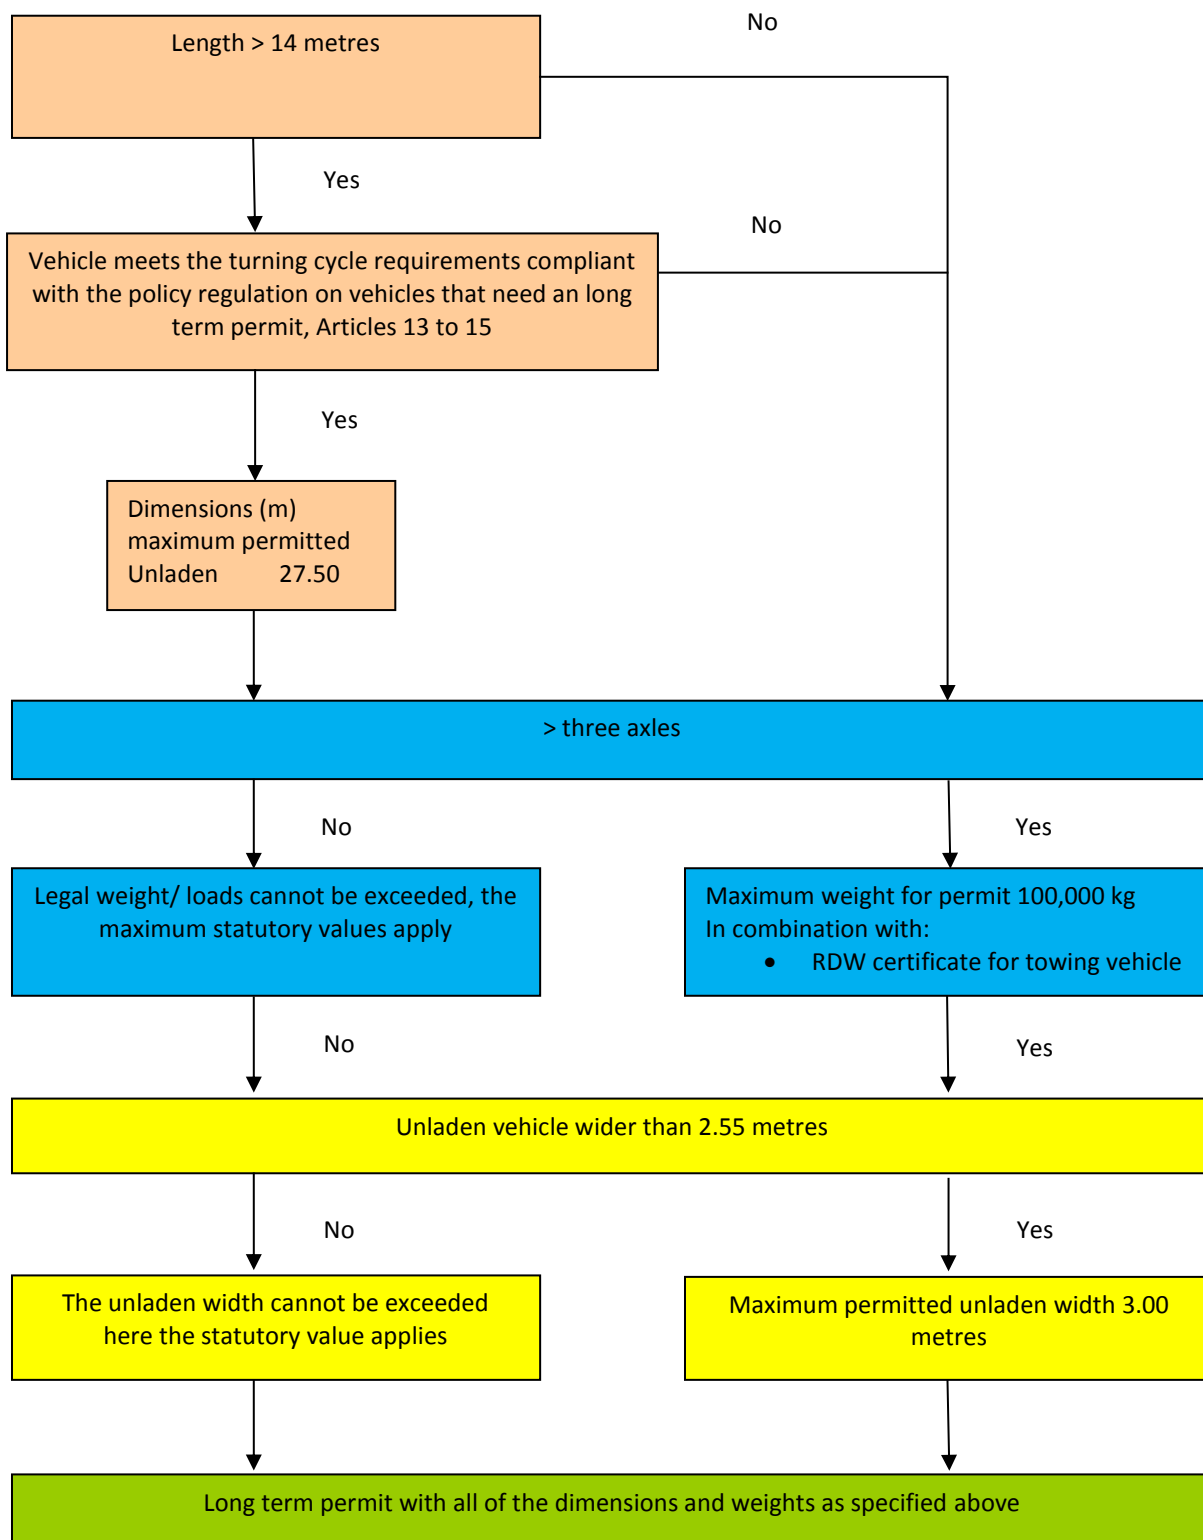 No
Length > 14 metres
Yes
No
Vehicle meets the turning cycle requirements compliant
with the policy regulation on vehicles that need an long
term permit, Articles 13 to 15
Yes
Dimensions (m)
maximum permitted
Unladen 27.50
> three axles
No
Yes
Legal weight/ loads cannot be exceeded, the
maximum statutory values apply
Maximum weight for permit 100,000 kg
In combination with:
• RDW certificate for towing vehicle
No
Yes
Unladen vehicle wider than 2.55 metres
No
Yes
The unladen width cannot be exceeded
here the statutory value applies
Maximum permitted unladen width 3.00
metres
Long term permit with all of the dimensions and weights as specified above